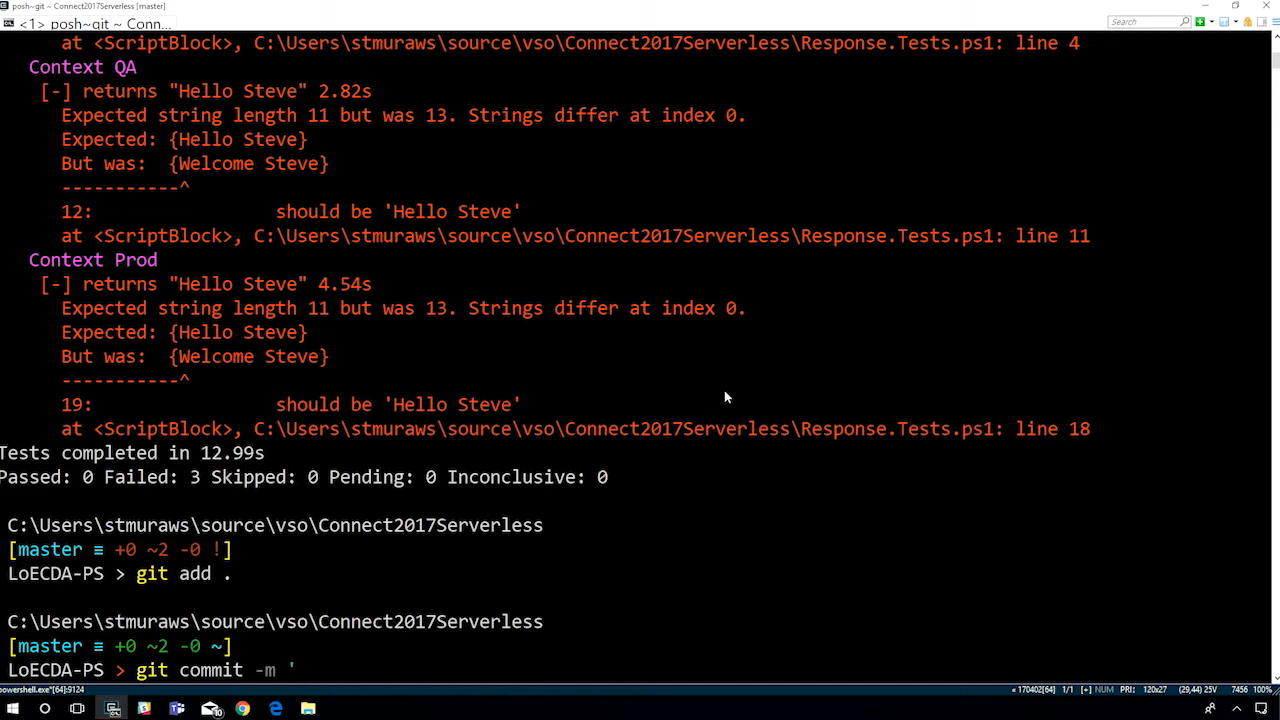 posh~git ~ Connect2017Serverless [master]
<1> posh~git ~ Conn...
Search
at <ScriptBlock>, C:\Users\stmuraws\source\vso\Connect2017Serverless\Response.Tests.ps1: line 4
Context QA
[-] returns "Hello Steve" 2.82s
Expected string length 11 but was 13. Strings differ at index 0.
Expected: {Hello Steve}
But was:  {Welcome Steve}
-----------^
12:                 should be 'Hello Steve'
at <ScriptBlock>, C:\Users\stmuraws\source\vso\Connect2017Serverless\Response.Tests.ps1: line 11
Context Prod
[-] returns "Hello Steve" 4.54s
Expected string length 11 but was 13. Strings differ at index 0.
Expected: {Hello Steve}
But was:  {Welcome Steve}
-----------^
19:                 should be 'Hello Steve'
at <ScriptBlock>, C:\Users\stmuraws\source\vso\Connect2017Serverless\Response.Tests.ps1: line 18
Tests completed in 12.99s
Passed: 0 Failed: 3 Skipped: 0 Pending: 0 Inconclusive: 0
C:\Users\stmuraws\source\vso\Connect2017Serverless
[master ≡ +0 ~2 -0 !]
LoECDA-PS > git add .
C:\Users\stmuraws\source\vso\Connect2017Serverless
[master ≡ +0 ~2 -0 ~]
LoECDA-PS > git commit -m '
powershell.exe*[64]:9124 « 170402[64] 1/1 [+] NUM PRI: 120x27 (29,44) 25V 7456 100%